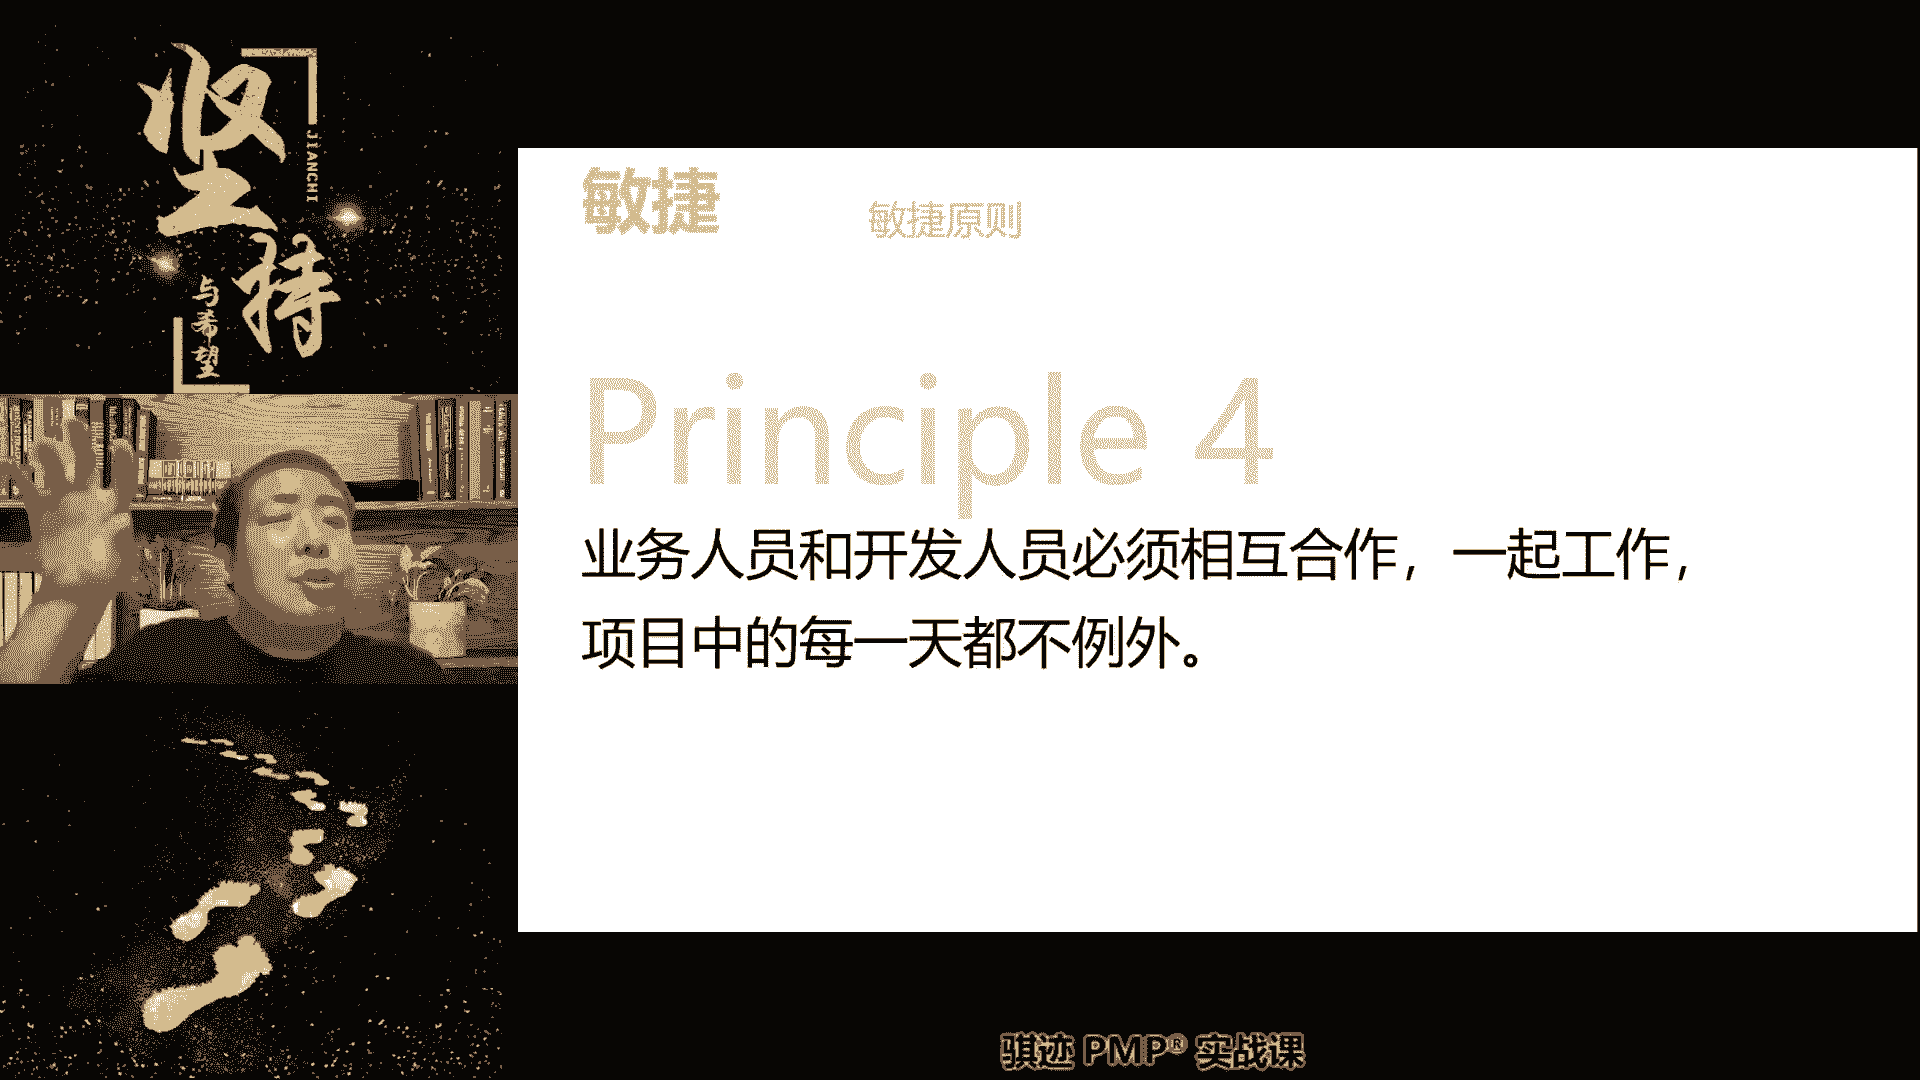 坚持
JIANCHI
与希望
敏捷
敏捷原则
Principle 4
业务人员和开发人员必须相互合作，一起工作，
项目中的每一天都不例外。
骐迹 PMP® 实战课